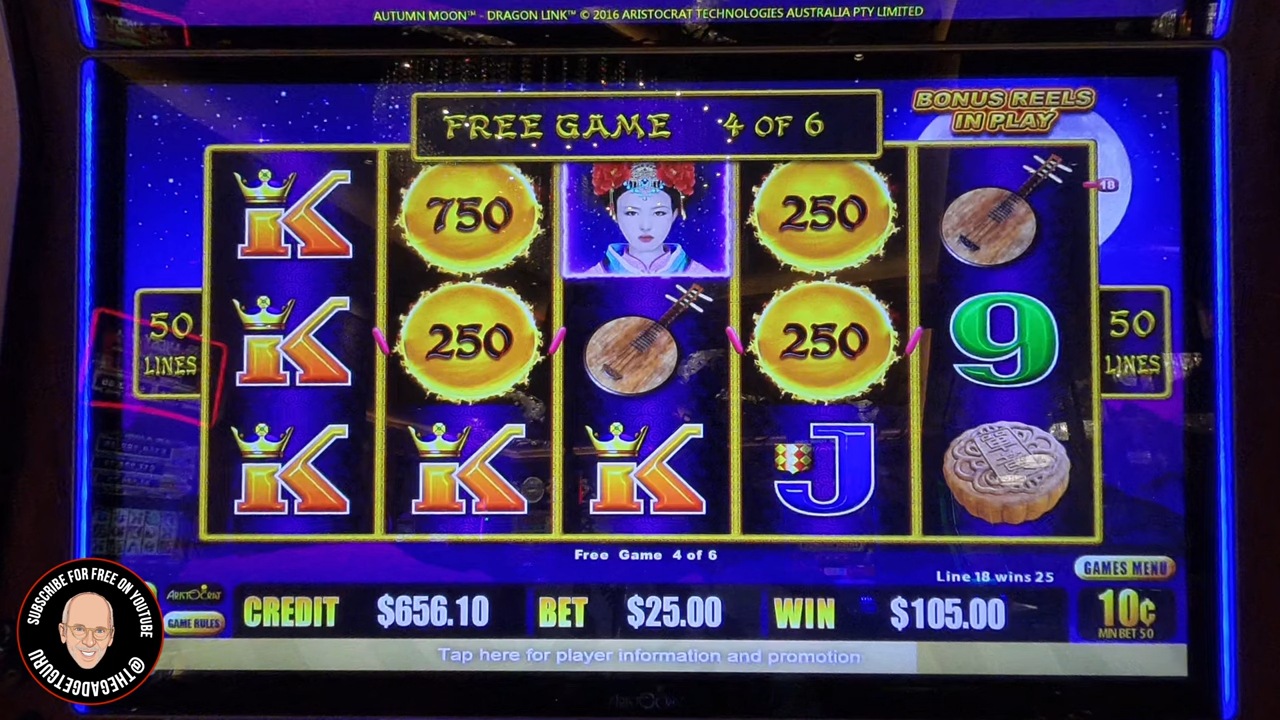 AUTUMN MOON™ - DRAGON LINK™ © 2016 ARISTOCRAT TECHNOLOGIES AUSTRALIA PTY LIMITED
BONUS REELS
IN PLAY
FREE GAME 4 OF 6
K 750 250
18
50
LINES
K 250 250 9
50
LINES
K K K J
Free Game 4 of 6
Line 18 wins 25
GAMES MENU
ARISTOCRAT
GAME RULES
CREDIT $656.10 BET $25.00 WIN $105.00
10¢
MIN BET 50
Tap here for player information and promotion
SUBSCRIBE FOR FREE ON YOUTUBE
@THEGADGETGURU